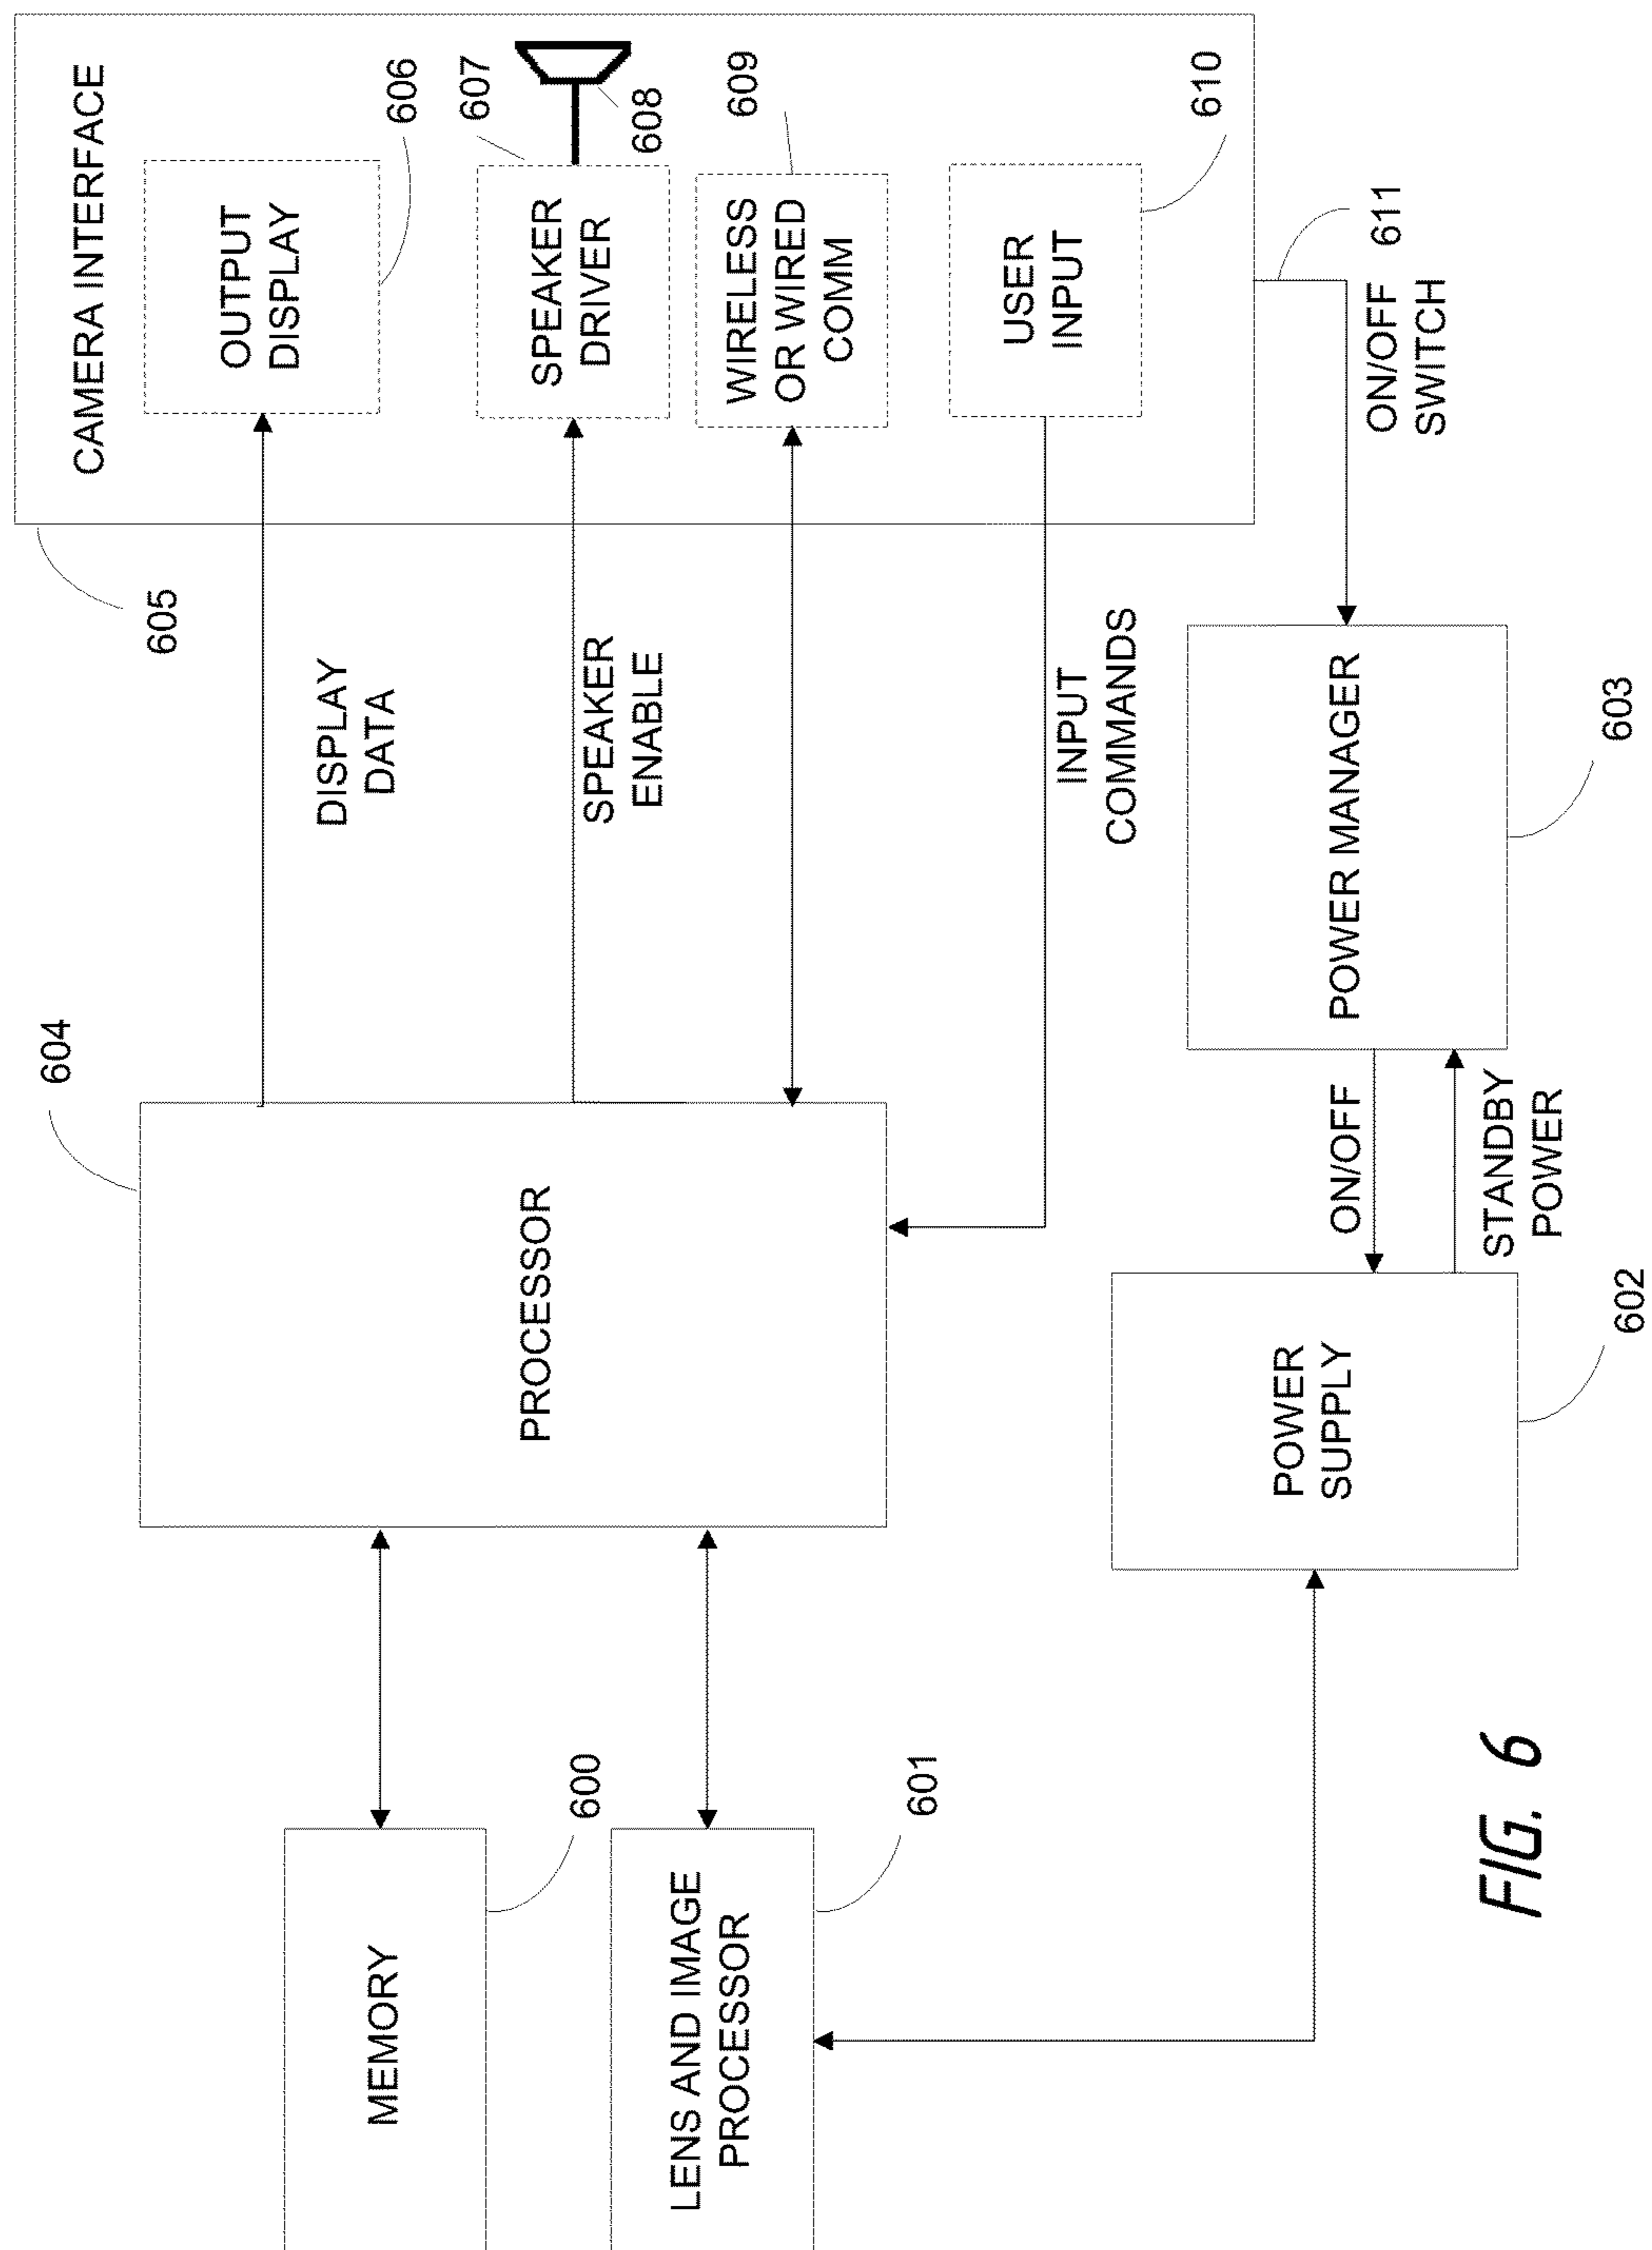 CAMERA INTERFACE
605
OUTPUT
DISPLAY
606
607
608
SPEAKER
DRIVER
WIRELESS
OR WIRED
COMM
609
USER
INPUT
610
ON/OFF
SWITCH
611
DISPLAY
DATA
SPEAKER
ENABLE
INPUT
COMMANDS
604
PROCESSOR
MEMORY
600
LENS AND IMAGE
PROCESSOR
601
POWER
SUPPLY
602
ON/OFF
STANDBY
POWER
POWER MANAGER
603
FIG. 6